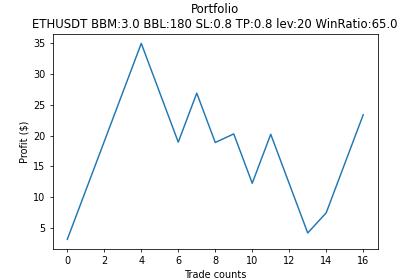 Portfolio
ETHUSDT BBM:3.0 BBL:180 SL:0.8 TP:0.8 lev:20 WinRatio:65.0
35
30
25
20
15
10
5
Profit ($)
0 2 4 6 8 10 12 14 16
Trade counts